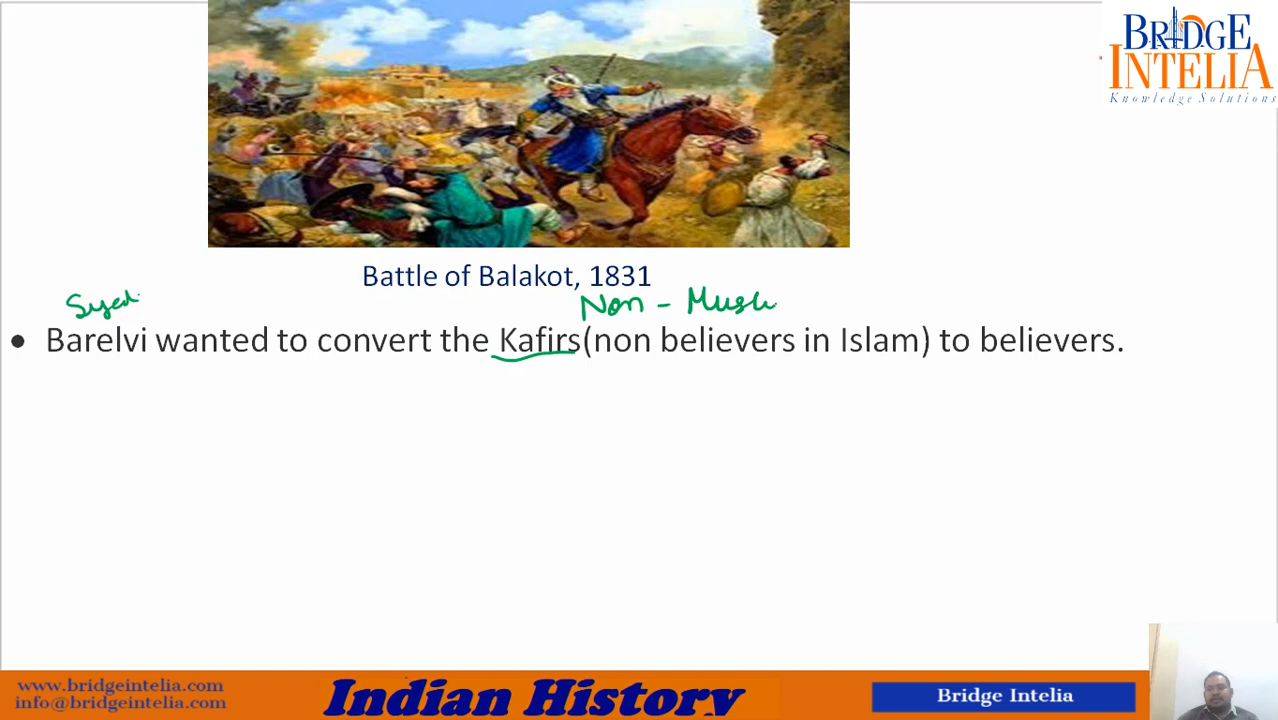 BRIDGE
INTELIA
Knowledge Solutions
Battle of Balakot, 1831
Syed Non - Musli
• Barelvi wanted to convert the Kafirs(non believers in Islam) to believers.
www.bridgeintelia.com
info@bridgeintelia.com
Indian History
Bridge Intelia